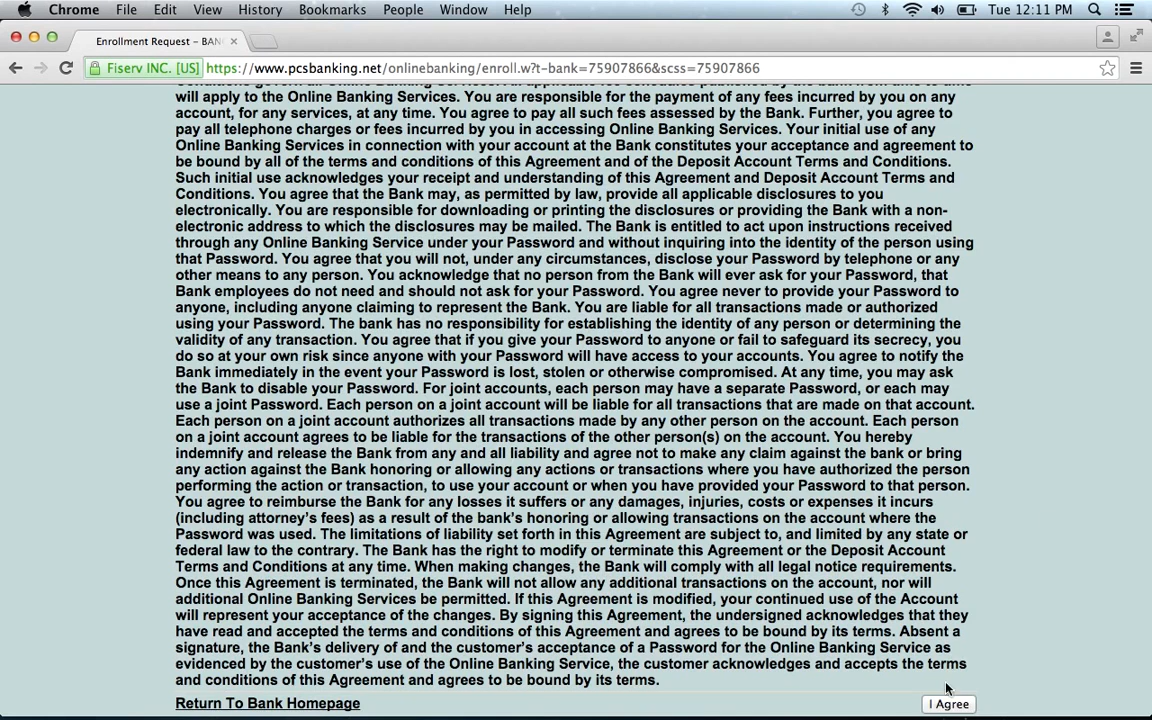 Chrome File Edit View History Bookmarks People Window Help Tue 12:11 PM
Enrollment Request – BAN
Fiserv INC. [US] https://www.pcsbanking.net/onlinebanking/enroll.w?t-bank=75907866&scss=75907866
will apply to the Online Banking Services. You are responsible for the payment of any fees incurred by you on any
account, for any services, at any time. You agree to pay all such fees assessed by the Bank. Further, you agree to
pay all telephone charges or fees incurred by you in accessing Online Banking Services. Your initial use of any
Online Banking Services in connection with your account at the Bank constitutes your acceptance and agreement to
be bound by all of the terms and conditions of this Agreement and of the Deposit Account Terms and Conditions.
Such initial use acknowledges your receipt and understanding of this Agreement and Deposit Account Terms and
Conditions. You agree that the Bank may, as permitted by law, provide all applicable disclosures to you
electronically. You are responsible for downloading or printing the disclosures or providing the Bank with a non-
electronic address to which the disclosures may be mailed. The Bank is entitled to act upon instructions received
through any Online Banking Service under your Password and without inquiring into the identity of the person using
that Password. You agree that you will not, under any circumstances, disclose your Password by telephone or any
other means to any person. You acknowledge that no person from the Bank will ever ask for your Password, that
Bank employees do not need and should not ask for your Password. You agree never to provide your Password to
anyone, including anyone claiming to represent the Bank. You are liable for all transactions made or authorized
using your Password. The bank has no responsibility for establishing the identity of any person or determining the
validity of any transaction. You agree that if you give your Password to anyone or fail to safeguard its secrecy, you
do so at your own risk since anyone with your Password will have access to your accounts. You agree to notify the
Bank immediately in the event your Password is lost, stolen or otherwise compromised. At any time, you may ask
the Bank to disable your Password. For joint accounts, each person may have a separate Password, or each may
use a joint Password. Each person on a joint account will be liable for all transactions that are made on that account.
Each person on a joint account authorizes all transactions made by any other person on the account. Each person
on a joint account agrees to be liable for the transactions of the other person(s) on the account. You hereby
indemnify and release the Bank from any and all liability and agree not to make any claim against the bank or bring
any action against the Bank honoring or allowing any actions or transactions where you have authorized the person
performing the action or transaction, to use your account or when you have provided your Password to that person.
You agree to reimburse the Bank for any losses it suffers or any damages, injuries, costs or expenses it incurs
(including attorney's fees) as a result of the bank's honoring or allowing transactions on the account where the
Password was used. The limitations of liability set forth in this Agreement are subject to, and limited by any state or
federal law to the contrary. The Bank has the right to modify or terminate this Agreement or the Deposit Account
Terms and Conditions at any time. When making changes, the Bank will comply with all legal notice requirements.
Once this Agreement is terminated, the Bank will not allow any additional transactions on the account, nor will
additional Online Banking Services be permitted. If this Agreement is modified, your continued use of the Account
will represent your acceptance of the changes. By signing this Agreement, the undersigned acknowledges that they
have read and accepted the terms and conditions of this Agreement and agrees to be bound by its terms. Absent a
signature, the Bank's delivery of and the customer's acceptance of a Password for the Online Banking Service as
evidenced by the customer's use of the Online Banking Service, the customer acknowledges and accepts the terms
and conditions of this Agreement and agrees to be bound by its terms.
Return To Bank Homepage I Agree